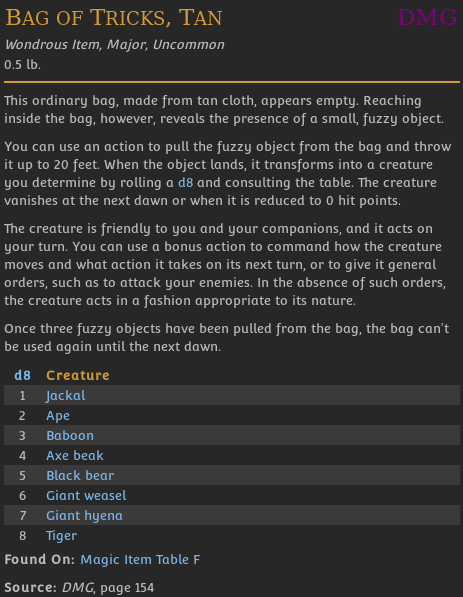 Bag of Tricks, Tan DMG
Wondrous Item, Major, Uncommon
0.5 lb.
This ordinary bag, made from tan cloth, appears empty. Reaching
inside the bag, however, reveals the presence of a small, fuzzy object.
You can use an action to pull the fuzzy object from the bag and throw
it up to 20 feet. When the object lands, it transforms into a creature
you determine by rolling a d8 and consulting the table. The creature
vanishes at the next dawn or when it is reduced to 0 hit points.
The creature is friendly to you and your companions, and it acts on
your turn. You can use a bonus action to command how the creature
moves and what action it takes on its next turn, or to give it general
orders, such as to attack your enemies. In the absence of such orders,
the creature acts in a fashion appropriate to its nature.
Once three fuzzy objects have been pulled from the bag, the bag can't
be used again until the next dawn.
d8 Creature
1 Jackal
2 Ape
3 Baboon
4 Axe beak
5 Black bear
6 Giant weasel
7 Giant hyena
8 Tiger
Found On: Magic Item Table F
Source: DMG, page 154